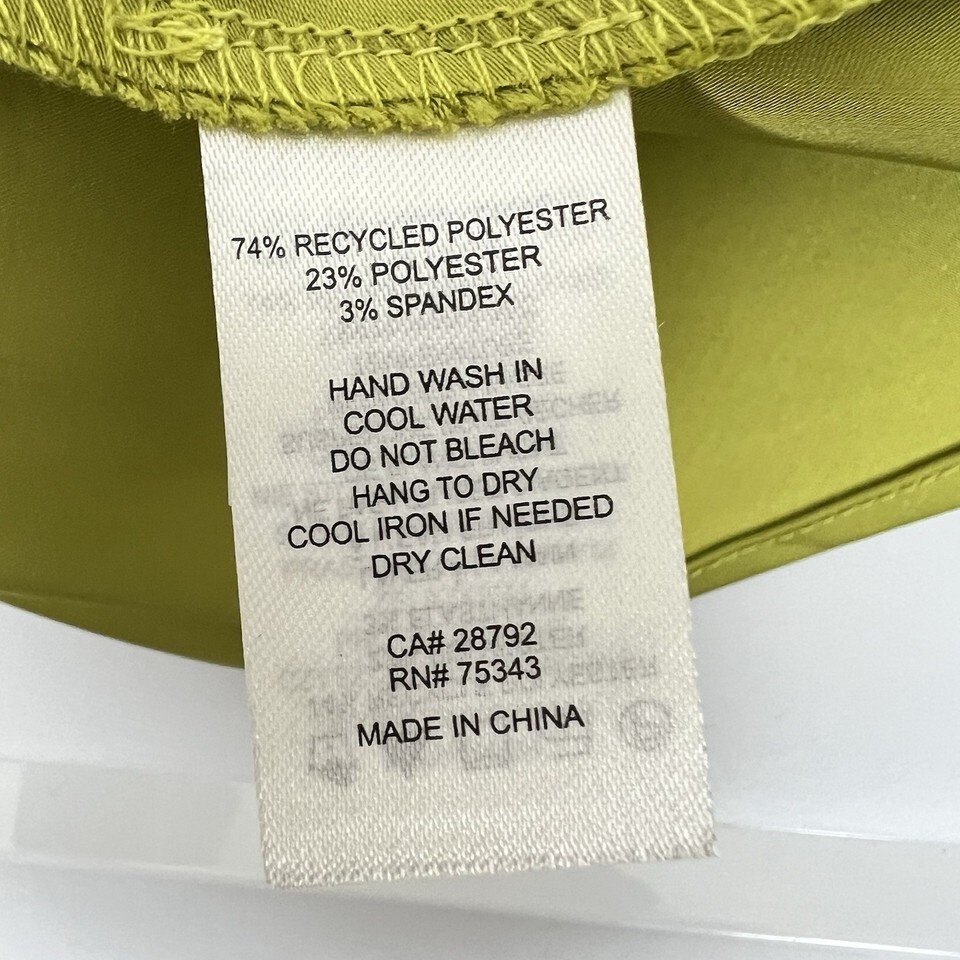 74% RECYCLED POLYESTER
23% POLYESTER
3% SPANDEX
HAND WASH IN
COOL WATER
DO NOT BLEACH
HANG TO DRY
COOL IRON IF NEEDED
DRY CLEAN
CA# 28792
RN# 75343
MADE IN CHINA